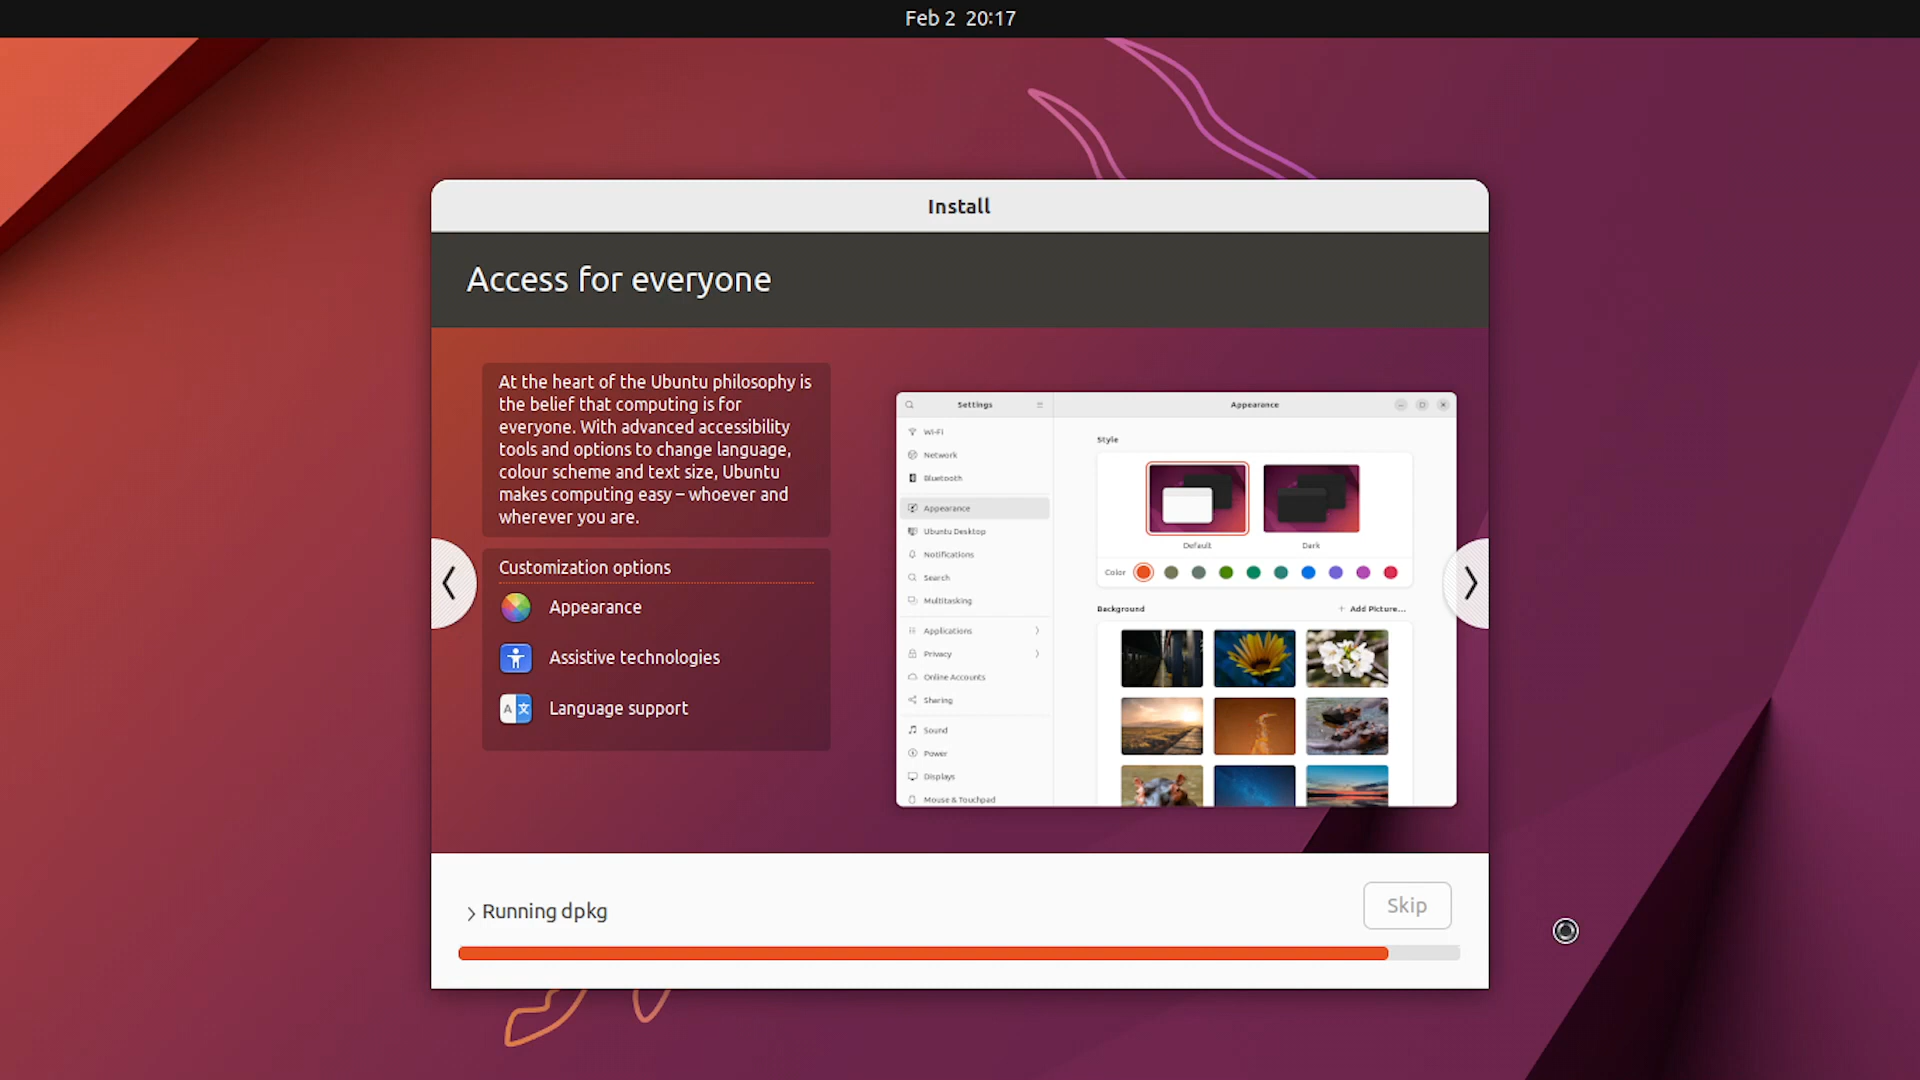 Feb 2 20:17
Install
Access for everyone
At the heart of the Ubuntu philosophy is
the belief that computing is for
everyone. With advanced accessibility
tools and options to change language,
colour scheme and text size, Ubuntu
makes computing easy – whoever and
wherever you are.
Customization options
Appearance
Assistive technologies
Language support
Settings
Wi-Fi
Network
Bluetooth
Appearance
Ubuntu Desktop
Notifications
Search
Multitasking
Applications
Privacy
Online Accounts
Sharing
Sound
Power
Displays
Mouse & Touchpad
Appearance
Style
Default Dark
Color
Background + Add Picture...
Running dpkg
Skip